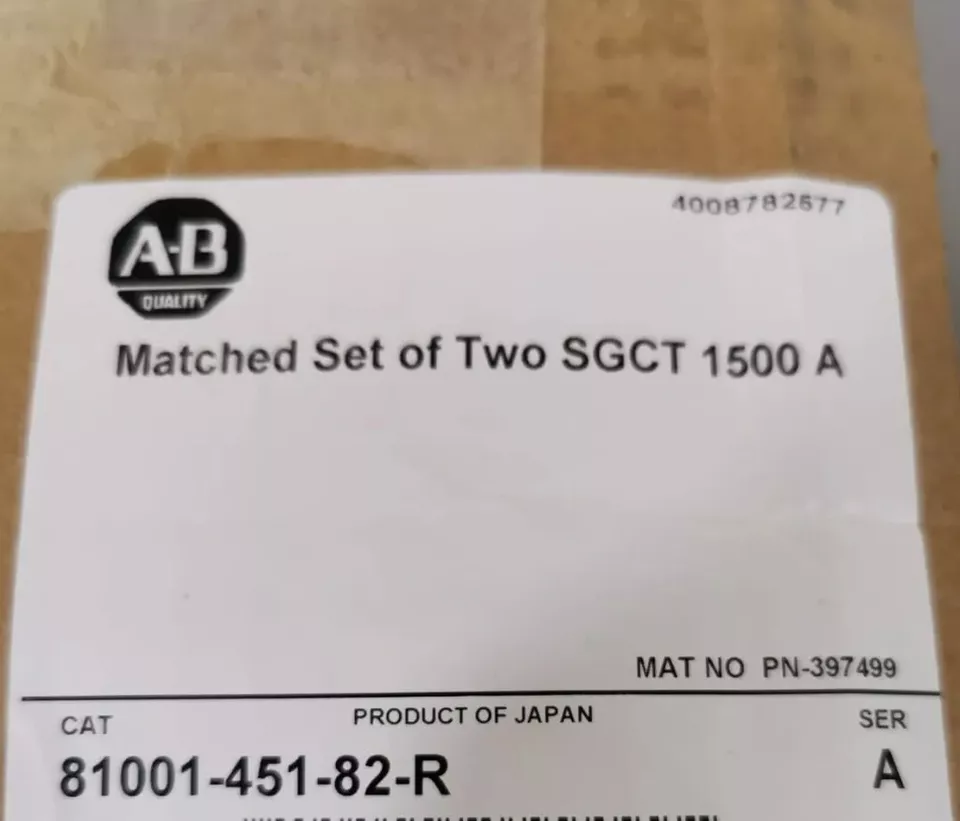 4008782677
A-B
QUALITY
Matched Set of Two SGCT 1500 A
MAT NO PN-397499
CAT
PRODUCT OF JAPAN
SER
81001-451-82-R
A